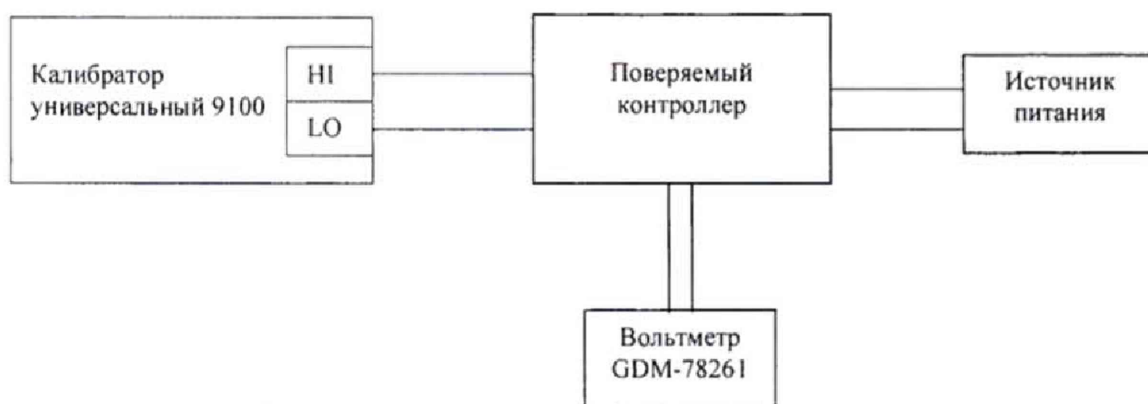 Калибратор
универсальный 9100
HI
LO
Поверяемый
контроллер
Источник
питания
Вольтметр
GDM-78261